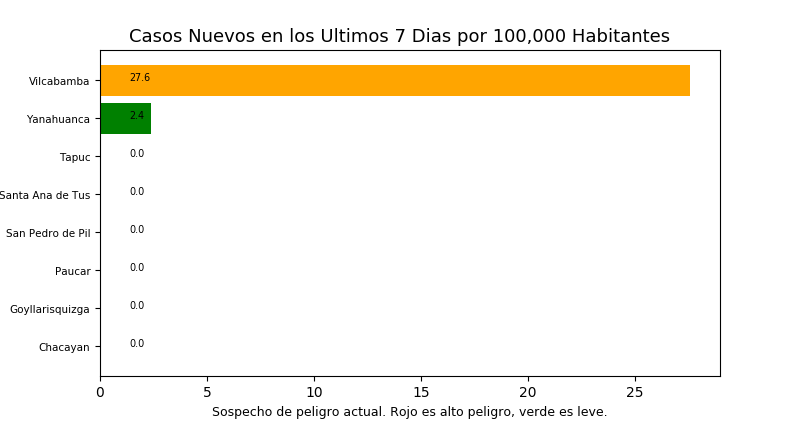 Casos Nuevos en los Ultimos 7 Dias por 100,000 Habitantes
Vilcabamba 27.6
Yanahuanca 2.4
Tapuc 0.0
Santa Ana de Tus 0.0
San Pedro de Pil 0.0
Paucar 0.0
Goyllarisquizga 0.0
Chacayan 0.0
0 5 10 15 20 25
Sospecho de peligro actual. Rojo es alto peligro, verde es leve.